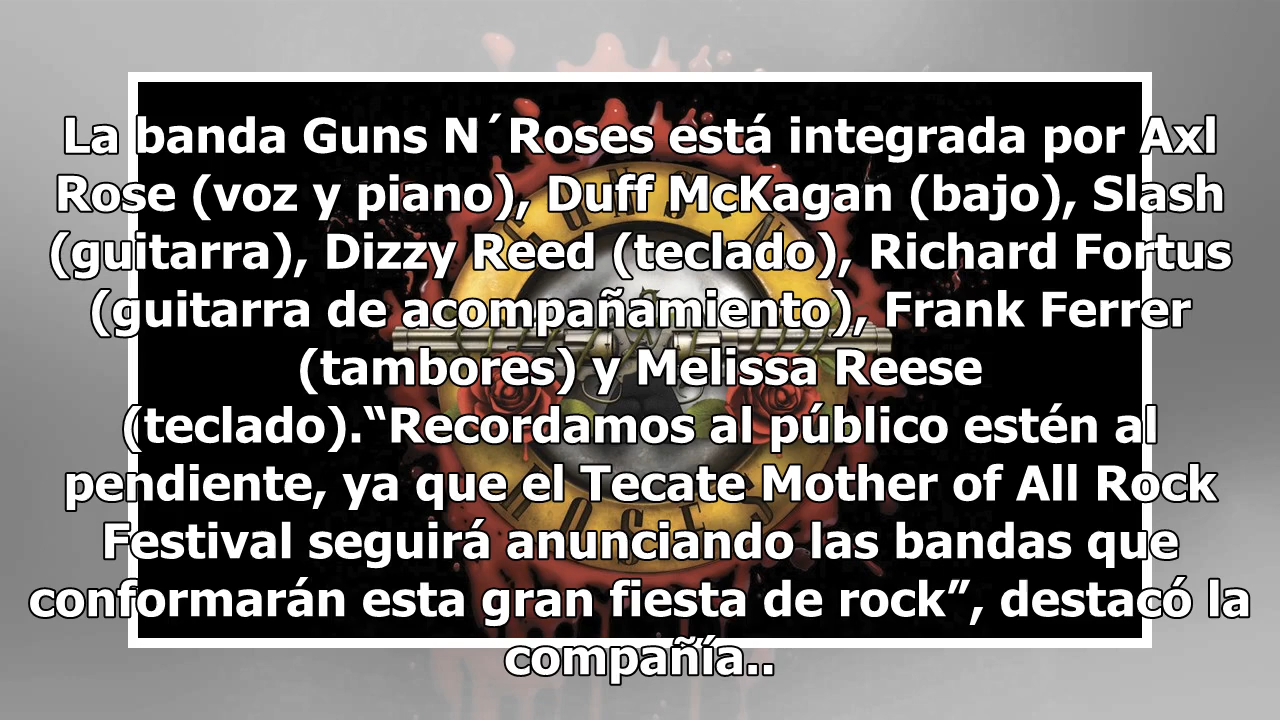 La banda Guns N´Roses está integrada por Axl
Rose (voz y piano), Duff McKagan (bajo), Slash
(guitarra), Dizzy Reed (teclado), Richard Fortus
(guitarra de acompañamiento), Frank Ferrer
(tambores) y Melissa Reese
(teclado).“Recordamos al público estén al
pendiente, ya que el Tecate Mother of All Rock
Festival seguirá anunciando las bandas que
conformarán esta gran fiesta de rock”, destacó la
compañía..
GUNS N'
ROSES